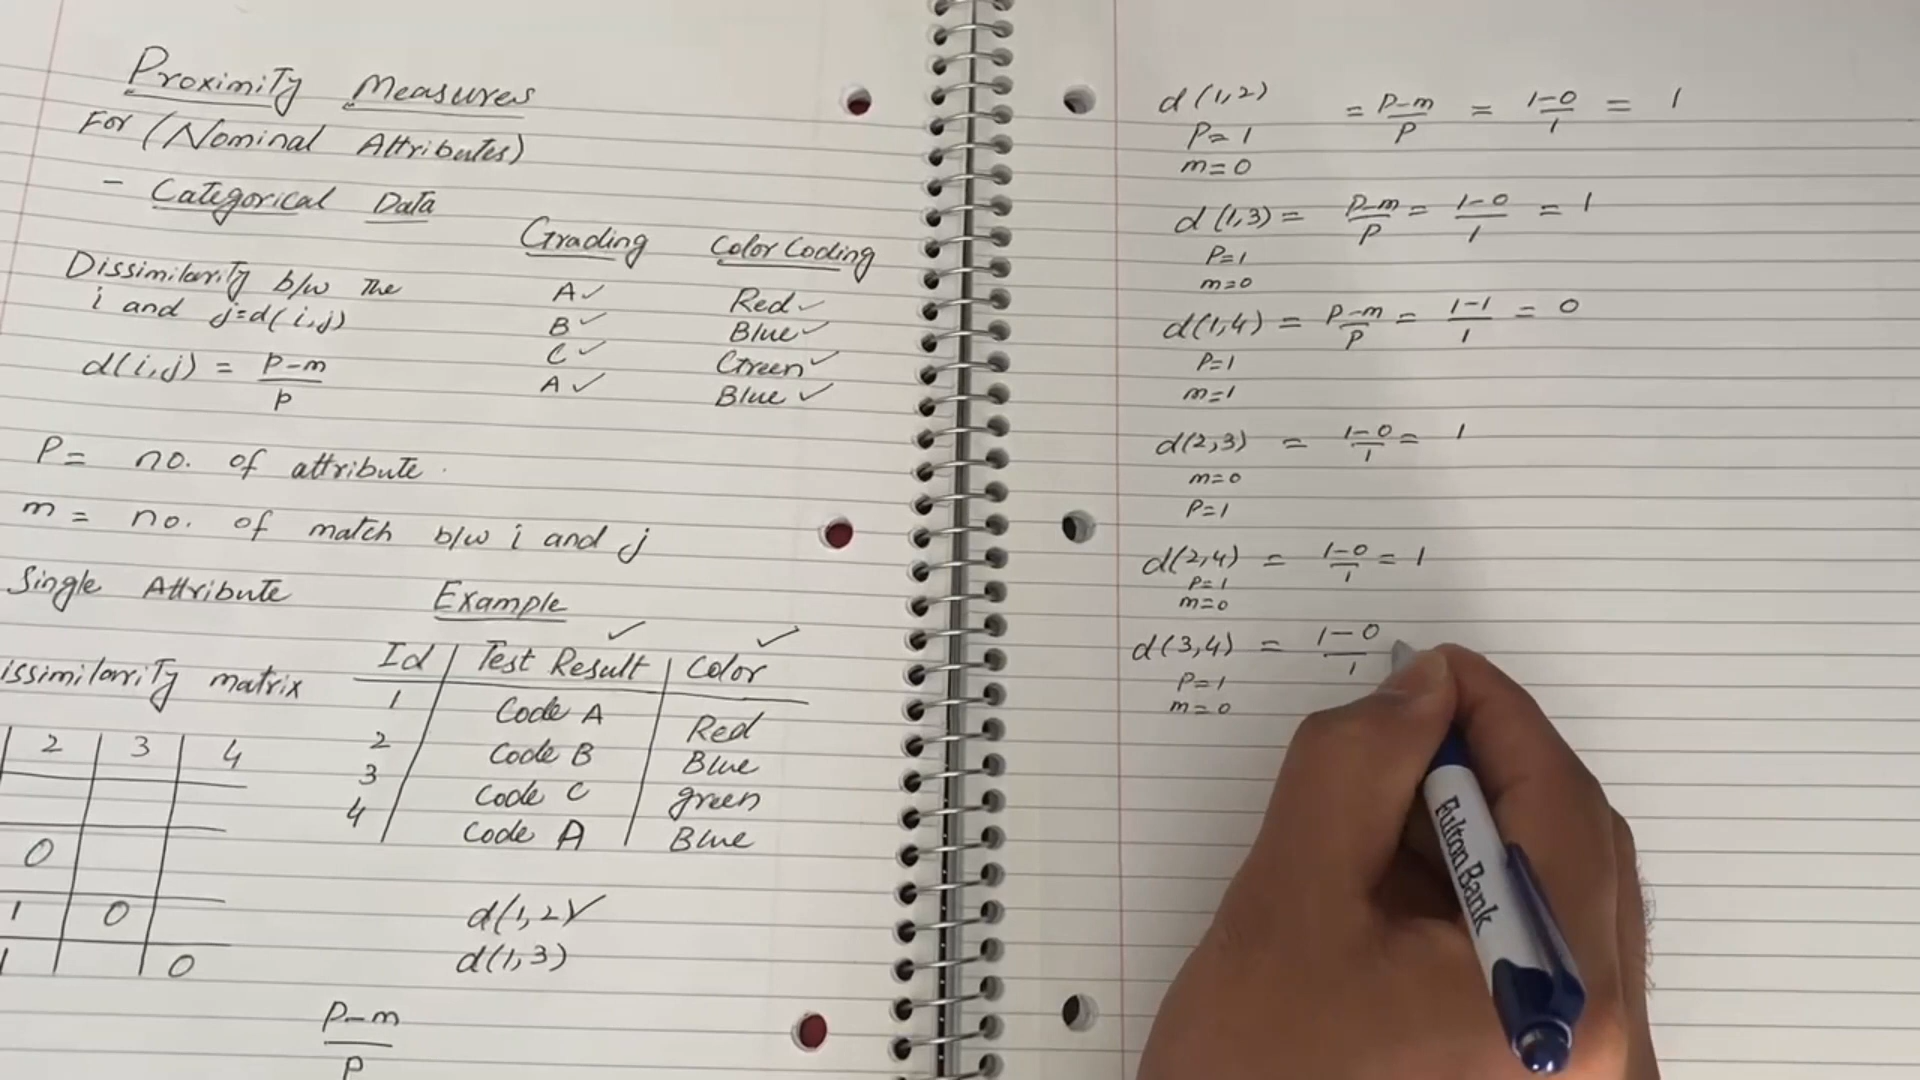 Proximity Measures
For (Nominal Attributes)
- Categorical Data
Grading Color Coding
Dissimilarity b/w The
i and j=d(i,j)
A✓ Red✓
B✓ Blue✓
C✓ Green✓
A✓ Blue✓
d(i,j) = P-m
P
P= no. of attribute.
m= no. of match b/w i and j
Single Attribute Example
issimilarity matrix
Id Test Result Color
1 Code A Red
2 Code B Blue
3 Code C green
4 Code A Blue
2 3 4
0
1 0
1 0
d(1,2)✓
d(1,3)
P-m
P
d(1,2) = P-m/P = 1-0/1 = 1
P=1
m=0
d(1,3) = P-m/P = 1-0/1 = 1
P=1
m=0
d(1,4) = P-m/P = 1-1/1 = 0
P=1
m=1
d(2,3) = 1-0/1 = 1
m=0
P=1
d(2,4) = 1-0/1 = 1
P=1
m=0
d(3,4) = 1-0/1
P=1
m=0
Fulton Bank